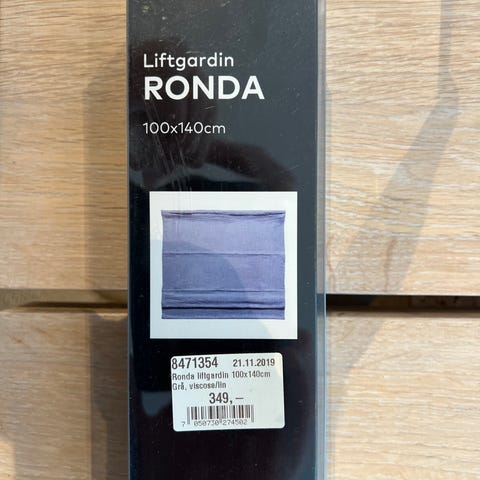 Liftgardin
RONDA
100x140cm
8471354 21.11.2019
Ronda liftgardin 100x140cm
Grå, viscose/lin
349,–
7 050730 274502